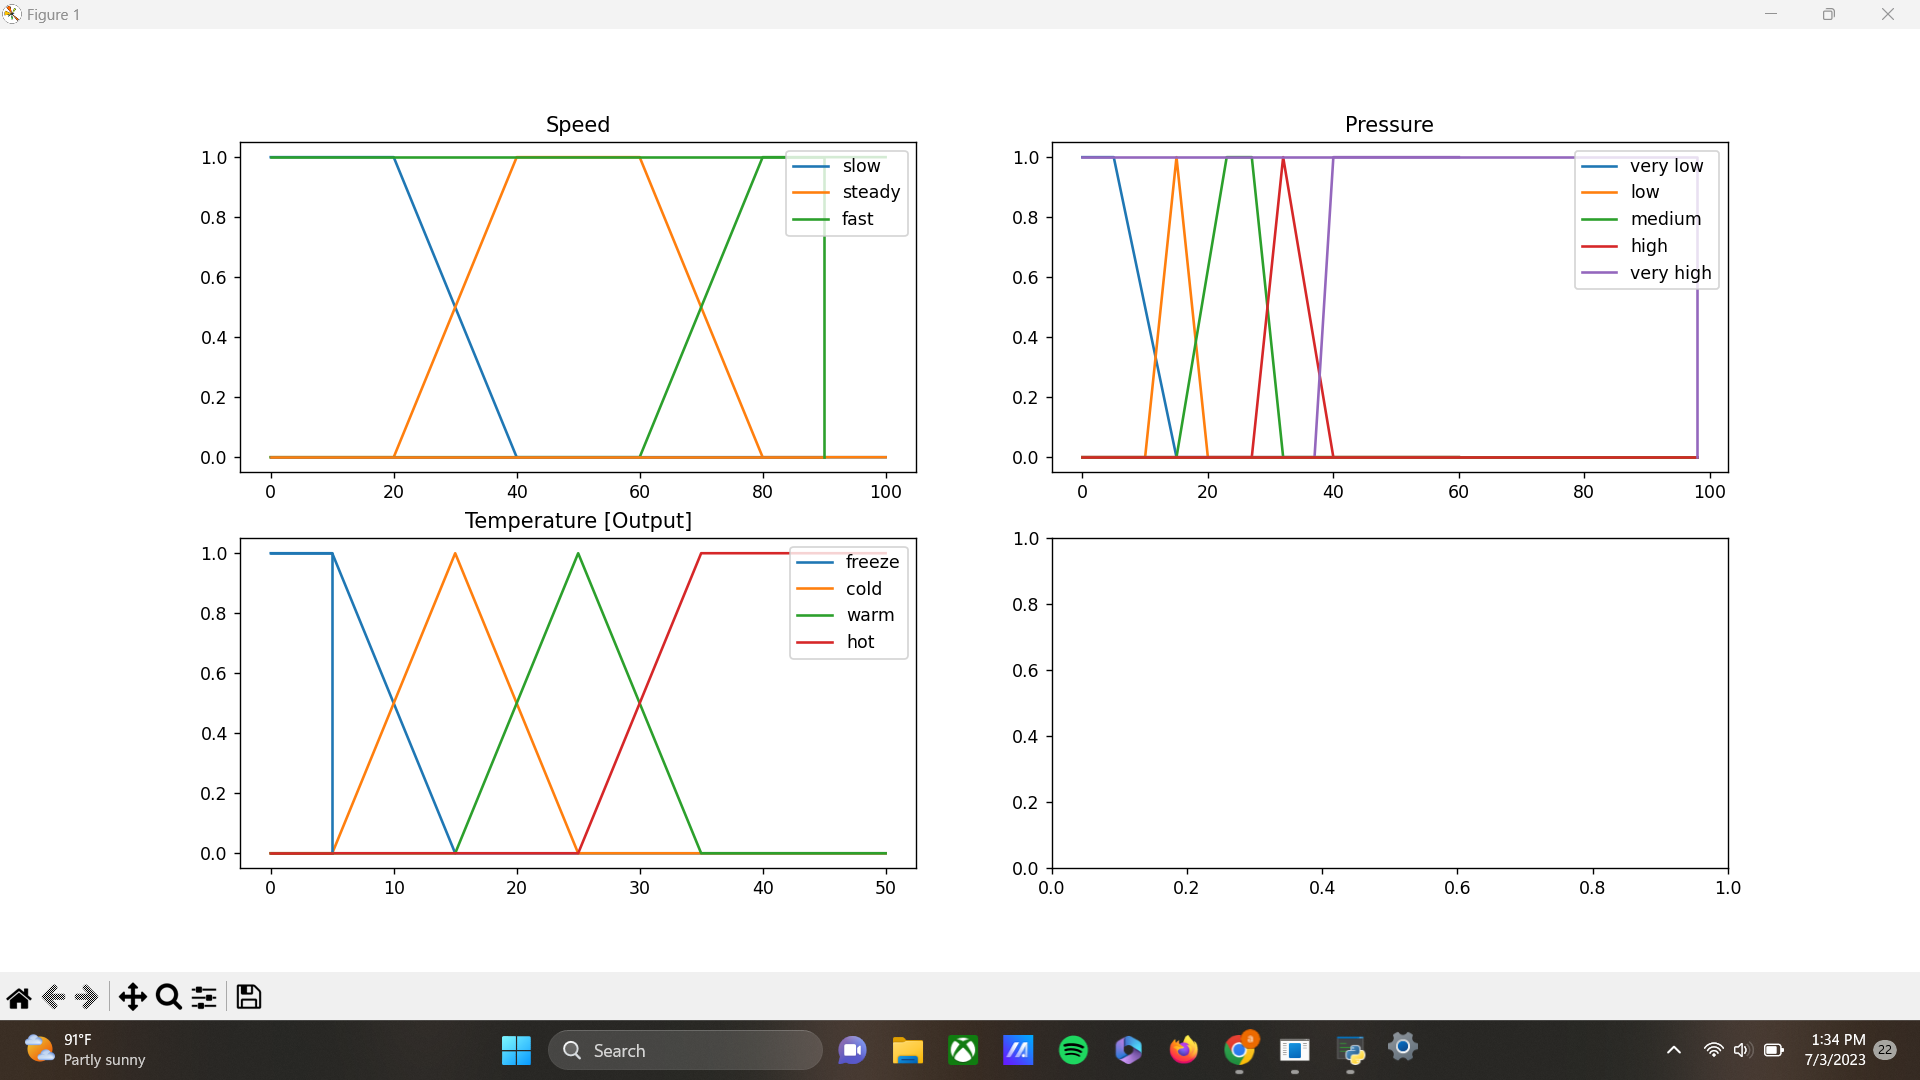 Figure 1
Speed
1.0
0.8
0.6
0.4
0.2
0.0
0 20 40 60 80 100
slow
steady
fast
Pressure
1.0
0.8
0.6
0.4
0.2
0.0
0 20 40 60 80 100
very low
low
medium
high
very high
Temperature [Output]
1.0
0.8
0.6
0.4
0.2
0.0
0 10 20 30 40 50
freeze
cold
warm
hot
1.0
0.8
0.6
0.4
0.2
0.0
0.0 0.2 0.4 0.6 0.8 1.0
91°F
Partly sunny
Search
a
1:34 PM
7/3/2023
22